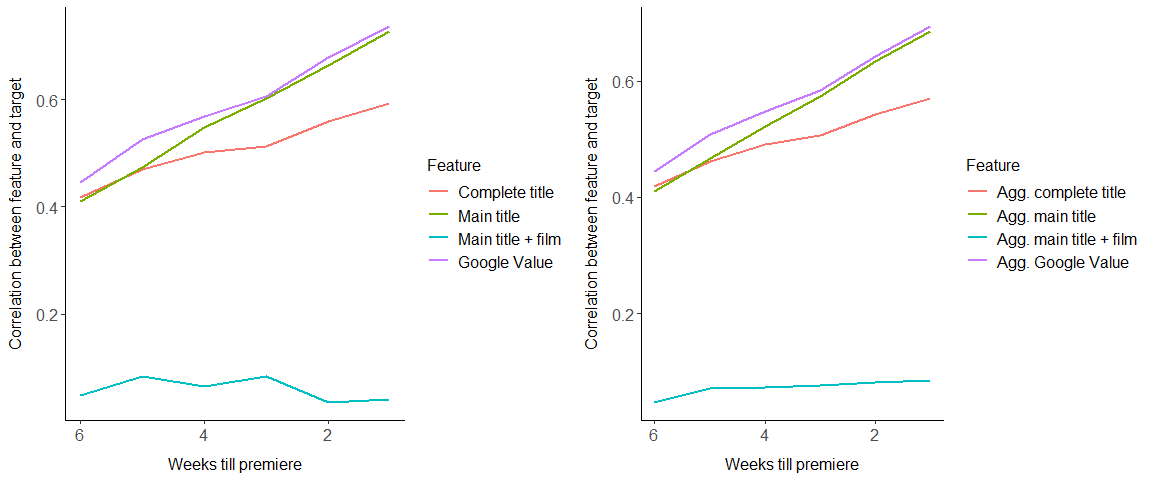 Correlation between feature and target
0.6
0.4
0.2
6
4
2
Weeks till premiere
Feature
Complete title
Main title
Main title + film
Google Value
Correlation between feature and target
0.6
0.4
0.2
6
4
2
Weeks till premiere
Feature
Agg. complete title
Agg. main title
Agg. main title + film
Agg. Google Value